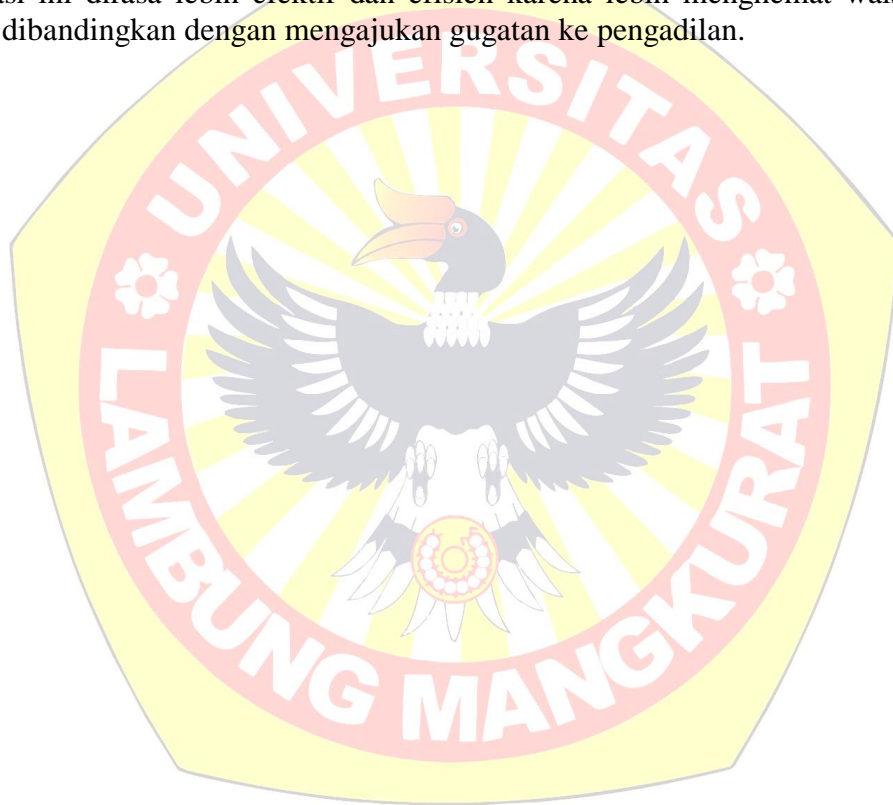 ini dirasa lebih efektif dan efisien karena lebih menghemat
dibandingkan dengan mengajukan gugatan ke pengadilan.
UNIVERSITAS
LAMBUNG MANGKURAT